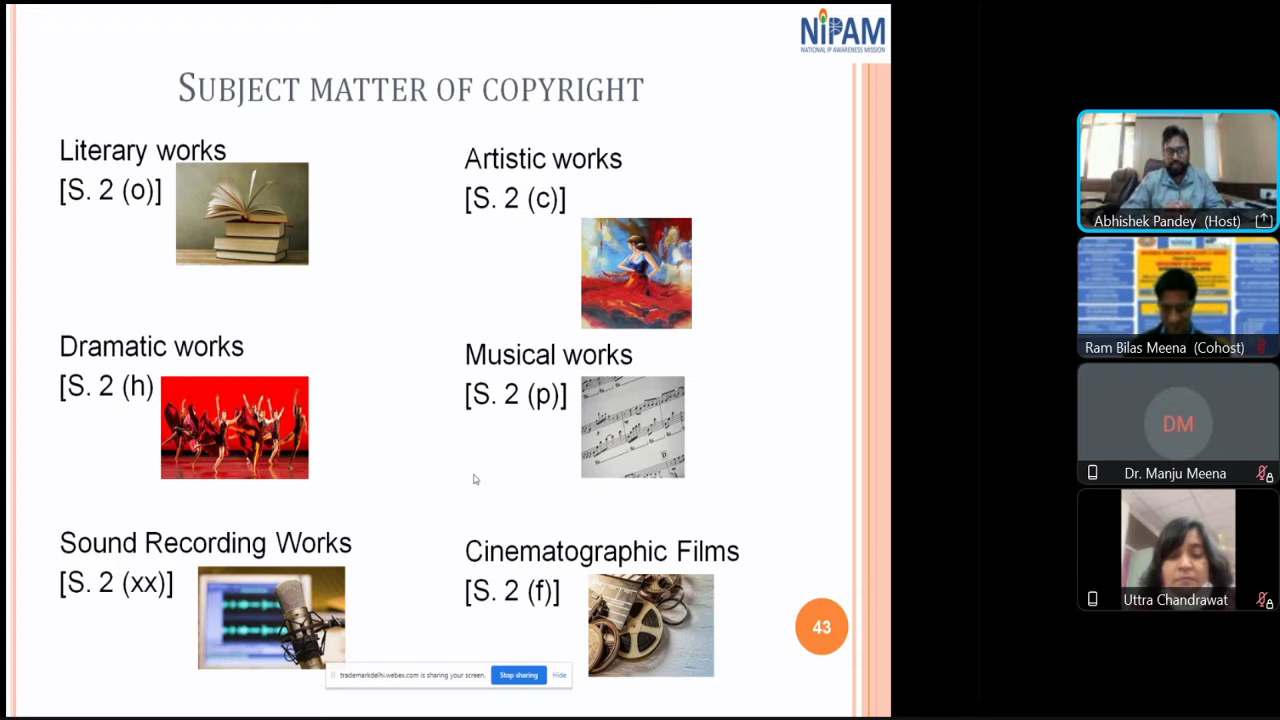 NIPAM
NATIONAL IP AWARENESS MISSION
SUBJECT MATTER OF COPYRIGHT
Literary works
[S. 2 (o)]
Artistic works
[S. 2 (c)]
Dramatic works
[S. 2 (h)
Musical works
[S. 2 (p)]
Sound Recording Works
[S. 2 (xx)]
Cinematographic Films
[S. 2 (f)]
43
trademarkdelhi.webex.com is sharing your screen.
Stop sharing
Hide
Abhishek Pandey (Host)
Ram Bilas Meena (Cohost)
DM
Dr. Manju Meena
Uttra Chandrawat